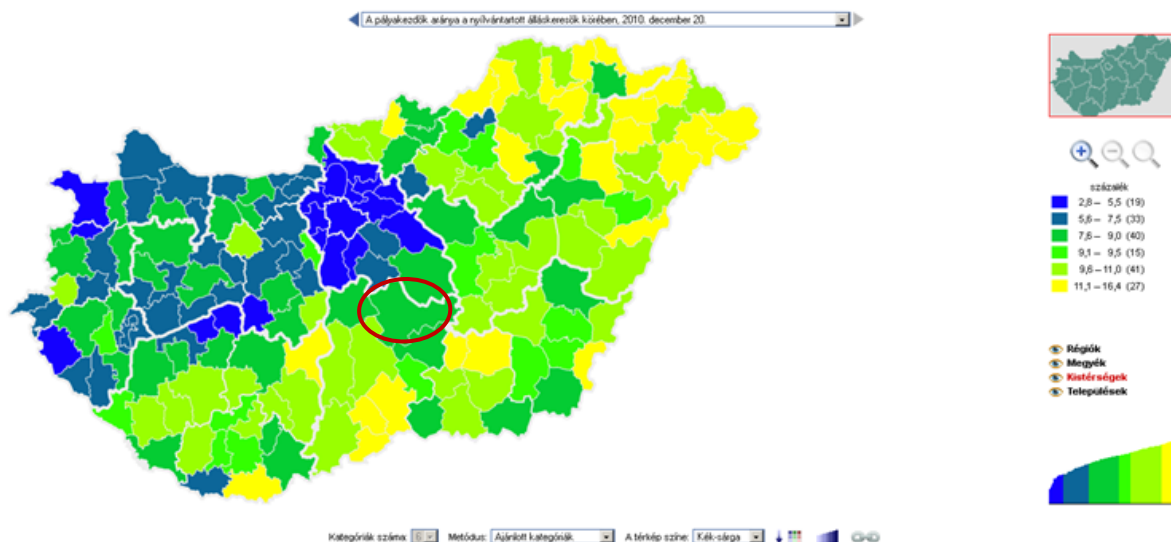 A pályakezdők aránya a nyilvántartott álláskeresők körében, 2010. december 20.
százalék
2,8 – 5,5 (19)
5,6 – 7,5 (33)
7,6 – 9,0 (40)
9,1 – 9,5 (15)
9,6 – 11,0 (41)
11,1 – 16,4 (27)
Régiók
Megyék
Kistérségek
Települések
Kategóriák száma: 6 Metódus: Ajánlott kategóriák A térkép színe: Kék-sárga